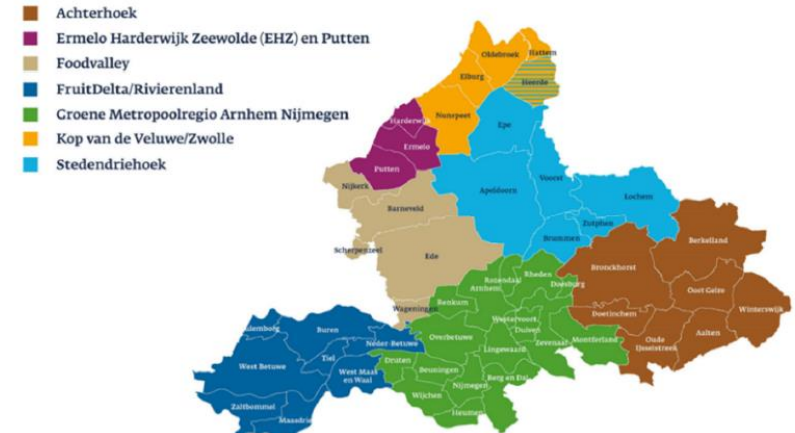 Achterhoek
Ermelo Harderwijk Zeewolde (EHZ) en Putten
Foodvalley
FruitDelta/Rivierenland
Groene Metropoolregio Arnhem Nijmegen
Kop van de Veluwe/Zwolle
Stedendriehoek
Oldebroek
Hattem
Elburg
Heerde
Nunspeet
Harderwijk
Epe
Ermelo
Putten
Nijkerk
Apeldoorn
Voorst
Lochem
Barneveld
Zutphen
Scherpenzeel
Ede
Brummen
Berkelland
Bronckhorst
Rheden
Rozendaal
Arnhem
Doesburg
Oost Gelre
Renkum
Wageningen
Doetinchem
Winterswijk
Westervoort
Duiven
Buren
Neder-Betuwe
Overbetuwe
Zevenaar
Montferland
Oude
IJsselstreek
Aalten
Lingewaard
Tiel
Druten
West Betuwe
West Maas
en Waal
Beuningen
Berg en Dal
Nijmegen
Wijchen
Zaltbommel
Heumen